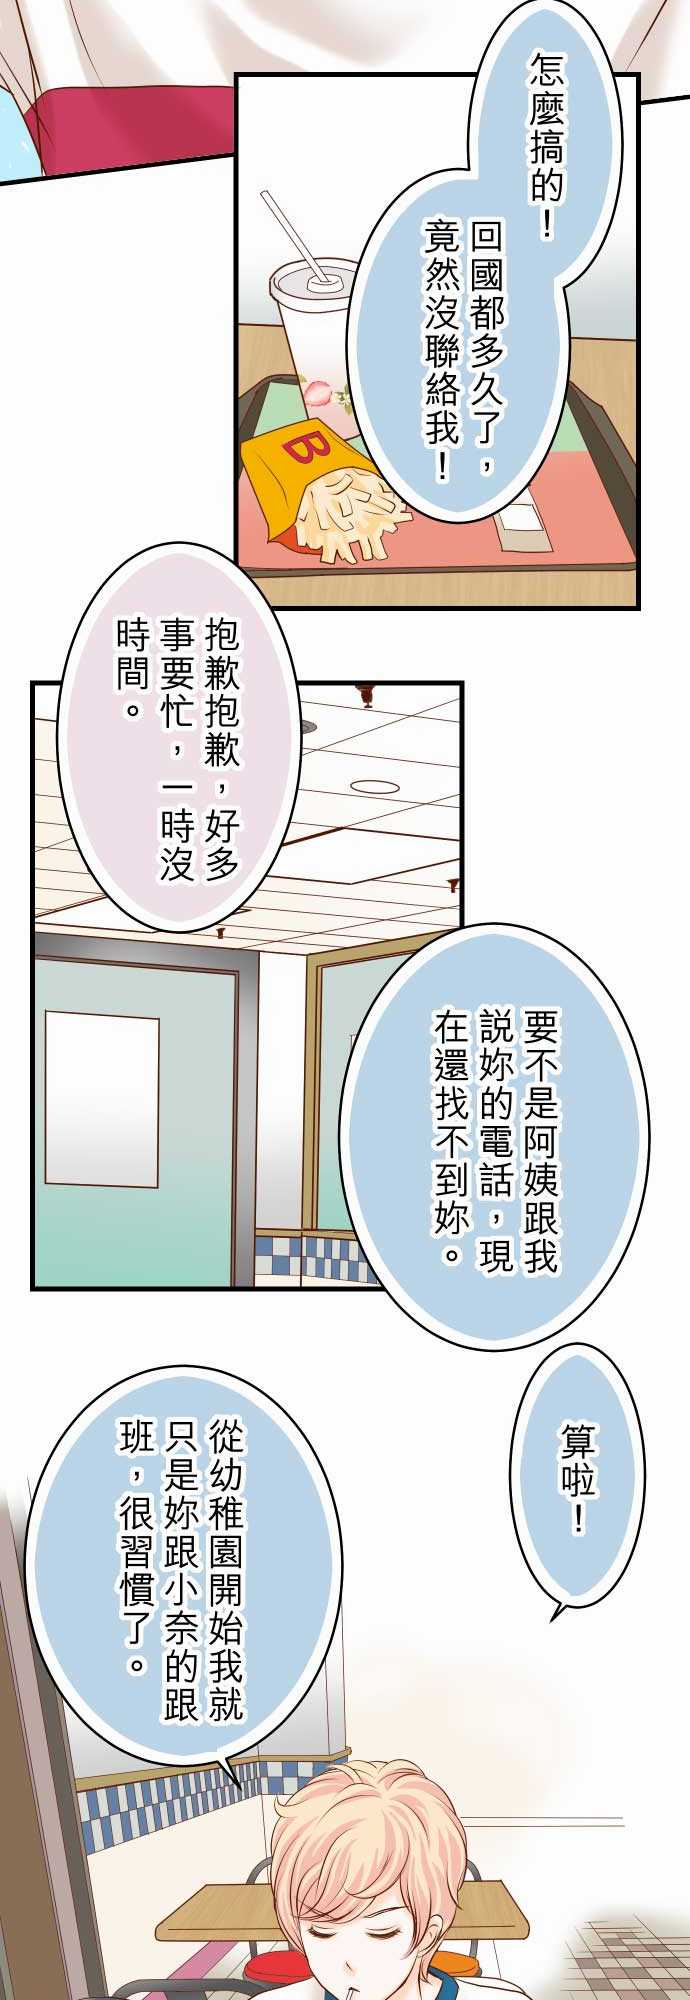 怎麼搞的！
回國都多久了，
竟然沒聯絡我！
B
抱歉抱歉，好多
事要忙，一時沒
時間。
要不是阿姨跟我
說妳的電話，現
在還找不到妳。
算啦！
從幼稚園開始我就
只是妳跟小奈的跟
班，很習慣了。